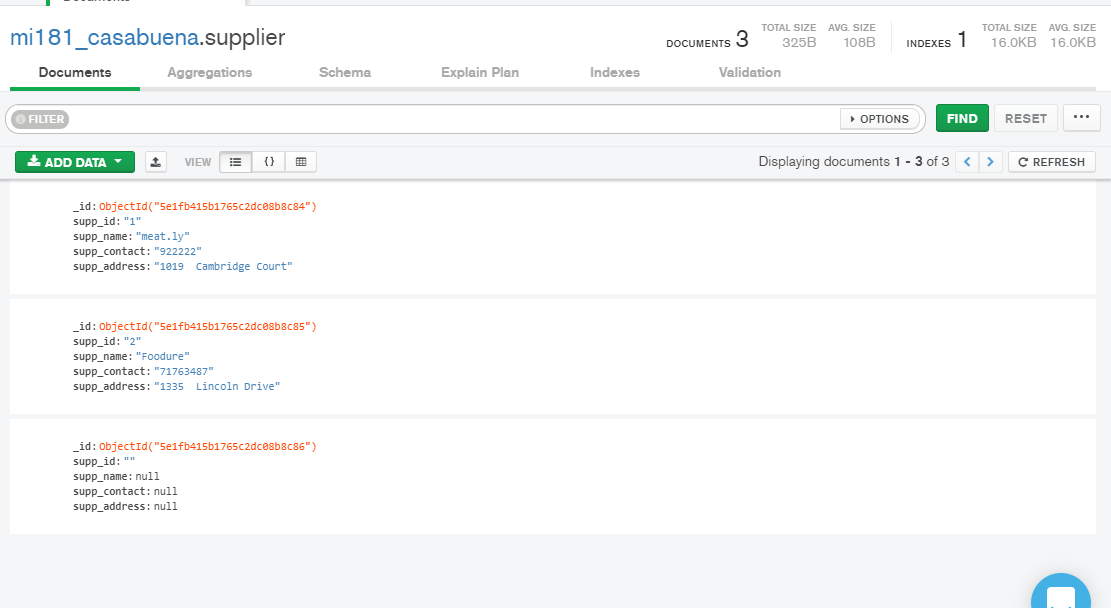 mi181_casabuena.supplier
DOCUMENTS 3 TOTAL SIZE 325B AVG. SIZE 108B INDEXES 1 TOTAL SIZE 16.0KB AVG. SIZE 16.0KB
Documents Aggregations Schema Explain Plan Indexes Validation
FILTER OPTIONS FIND RESET ...
ADD DATA VIEW {} Displaying documents 1 - 3 of 3 < > REFRESH
_id: ObjectId("5e1fb415b1765c2dc08b8c84")
supp_id: "1"
supp_name: "meat.ly"
supp_contact: "922222"
supp_address: "1019  Cambridge Court"
_id: ObjectId("5e1fb415b1765c2dc08b8c85")
supp_id: "2"
supp_name: "Foodure"
supp_contact: "71763487"
supp_address: "1335  Lincoln Drive"
_id: ObjectId("5e1fb415b1765c2dc08b8c86")
supp_id: ""
supp_name: null
supp_contact: null
supp_address: null